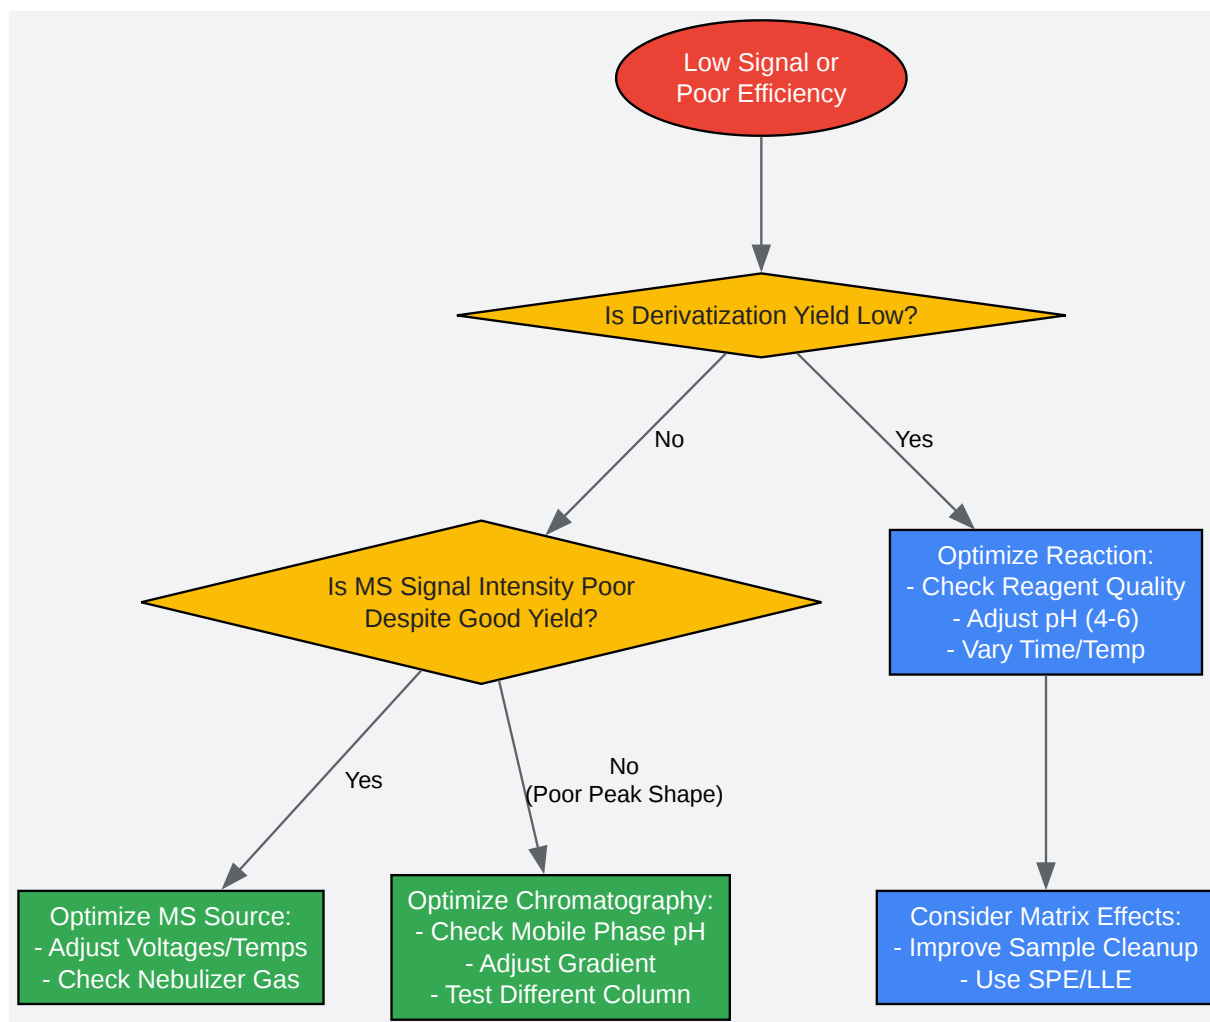 Low Signal or
Poor Efficiency
Is Derivatization Yield Low?
No
Yes
Is MS Signal Intensity Poor
Despite Good Yield?
Optimize Reaction:
- Check Reagent Quality
- Adjust pH (4-6)
- Vary Time/Temp
Yes
No
(Poor Peak Shape)
Optimize MS Source:
- Adjust Voltages/Temps
- Check Nebulizer Gas
Optimize Chromatography:
- Check Mobile Phase pH
- Adjust Gradient
- Test Different Column
Consider Matrix Effects:
- Improve Sample Cleanup
- Use SPE/LLE